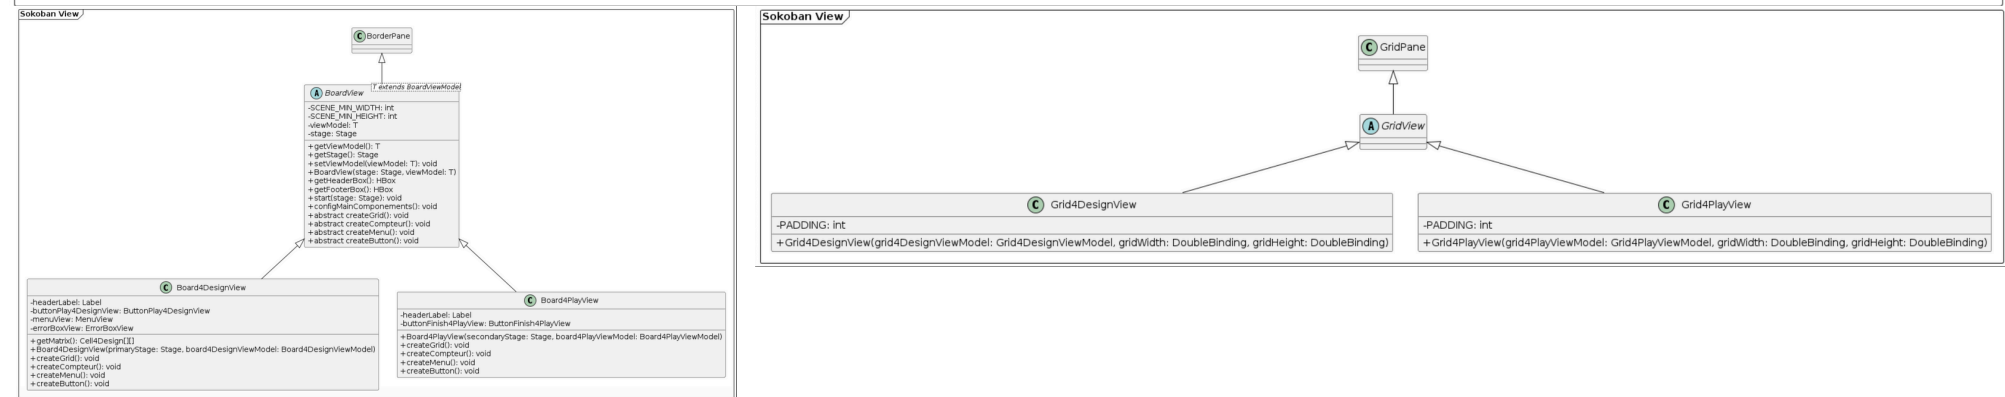 Sokoban View
C BorderPane
T extends BoardViewModel
A BoardView
-SCENE_MIN_WIDTH: int
-SCENE_MIN_HEIGHT: int
-viewModel: T
-stage: Stage
+getViewModel(): T
+getStage(): Stage
+setViewModel(viewModel: T): void
+BoardView(stage: Stage, viewModel: T)
+getHeaderBox(): HBox
+getFooterBox(): HBox
+start(stage: Stage): void
+configMainComponements(): void
+abstract createGrid(): void
+abstract createCompteur(): void
+abstract createMenu(): void
+abstract createButton(): void
C Board4DesignView
-headerLabel: Label
-buttonPlay4DesignView: ButtonPlay4DesignView
-menuView: MenuView
-errorBoxView: ErrorBoxView
+getMatrix(): Cell4Design[][]
+Board4DesignView(primaryStage: Stage, board4DesignViewModel: Board4DesignViewModel)
+createGrid(): void
+createCompteur(): void
+createMenu(): void
+createButton(): void
C Board4PlayView
-headerLabel: Label
-buttonFinish4PlayView: ButtonFinish4PlayView
+Board4PlayView(secondaryStage: Stage, board4PlayViewModel: Board4PlayViewModel)
+createGrid(): void
+createCompteur(): void
+createMenu(): void
+createButton(): void
Sokoban View
C GridPane
A GridView
C Grid4DesignView
-PADDING: int
+Grid4DesignView(grid4DesignViewModel: Grid4DesignViewModel, gridWidth: DoubleBinding, gridHeight: DoubleBinding)
C Grid4PlayView
-PADDING: int
+Grid4PlayView(grid4PlayViewModel: Grid4PlayViewModel, gridWidth: DoubleBinding, gridHeight: DoubleBinding)